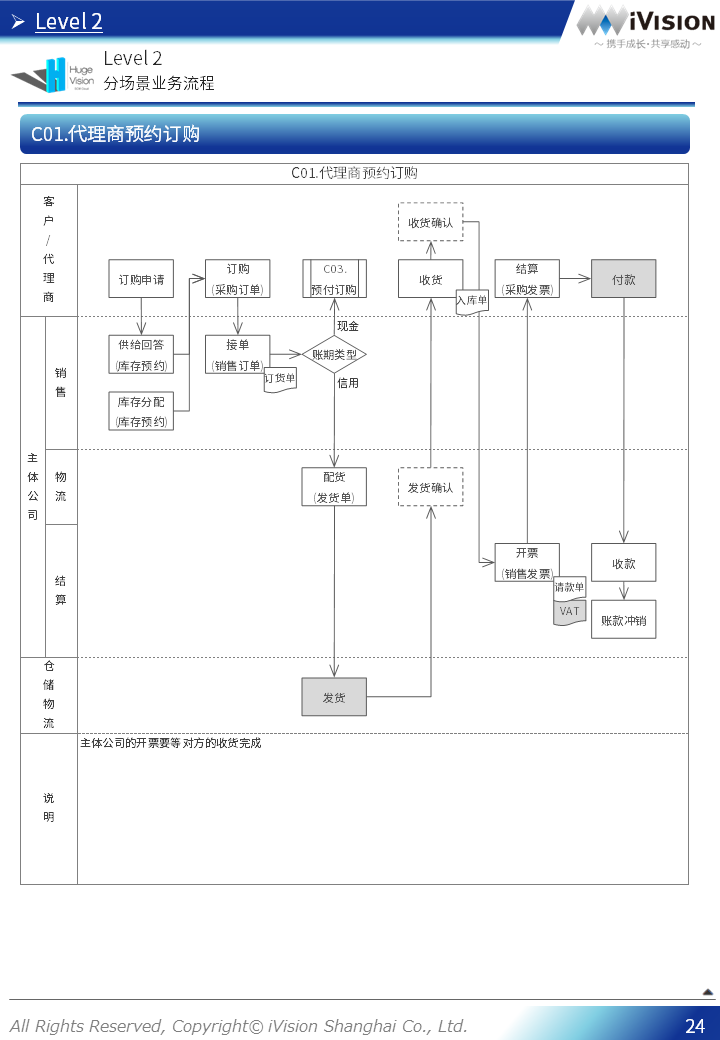 Level 2
iVISION
～ 携手成长·共享感动 ～
Huge
Vision
Level 2
分场景业务流程
C01.代理商预约订购
C01.代理商预约订购
客
户
/
代
理
商
收货确认
订购申请
订购
(采购订单)
C03.
预付订购
收货
入库单
结算
(采购发票)
付款
现金
供给回答
(库存预约)
接单
(销售订单)
订货单
账期类型
信用
库存分配
(库存预约)
主
体
公
司
销
售
物
流
配货
(发货单)
发货确认
结
算
开票
(销售发票)
请款单
VAT
收款
账款冲销
仓
储
物
流
发货
主体公司的开票要等对方的收货完成
说
明
All Rights Reserved, Copyright© iVision Shanghai Co., Ltd.
24